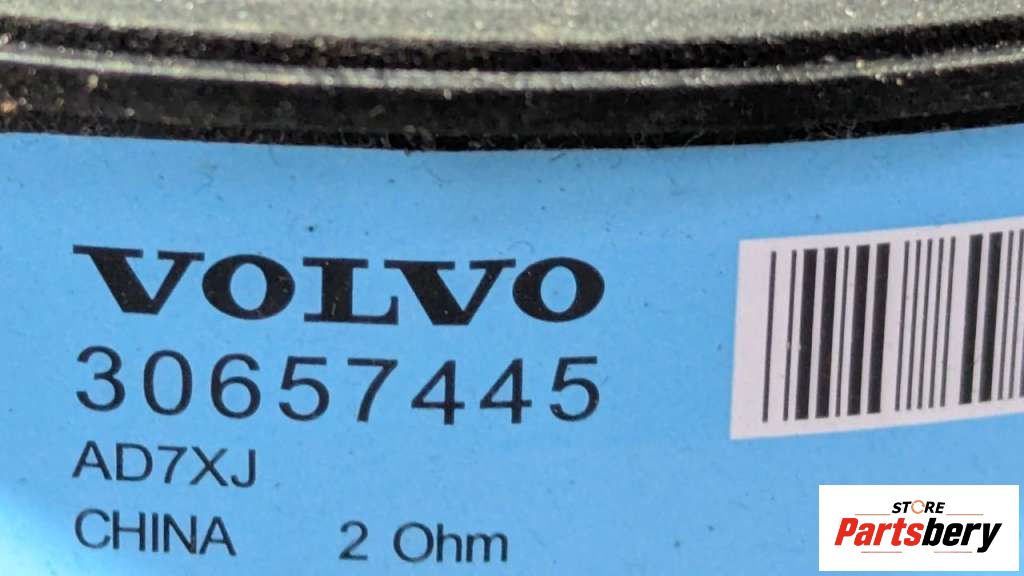 VOLVO
30657445
AD7XJ
CHINA 2 Ohm
STORE
Partsbery